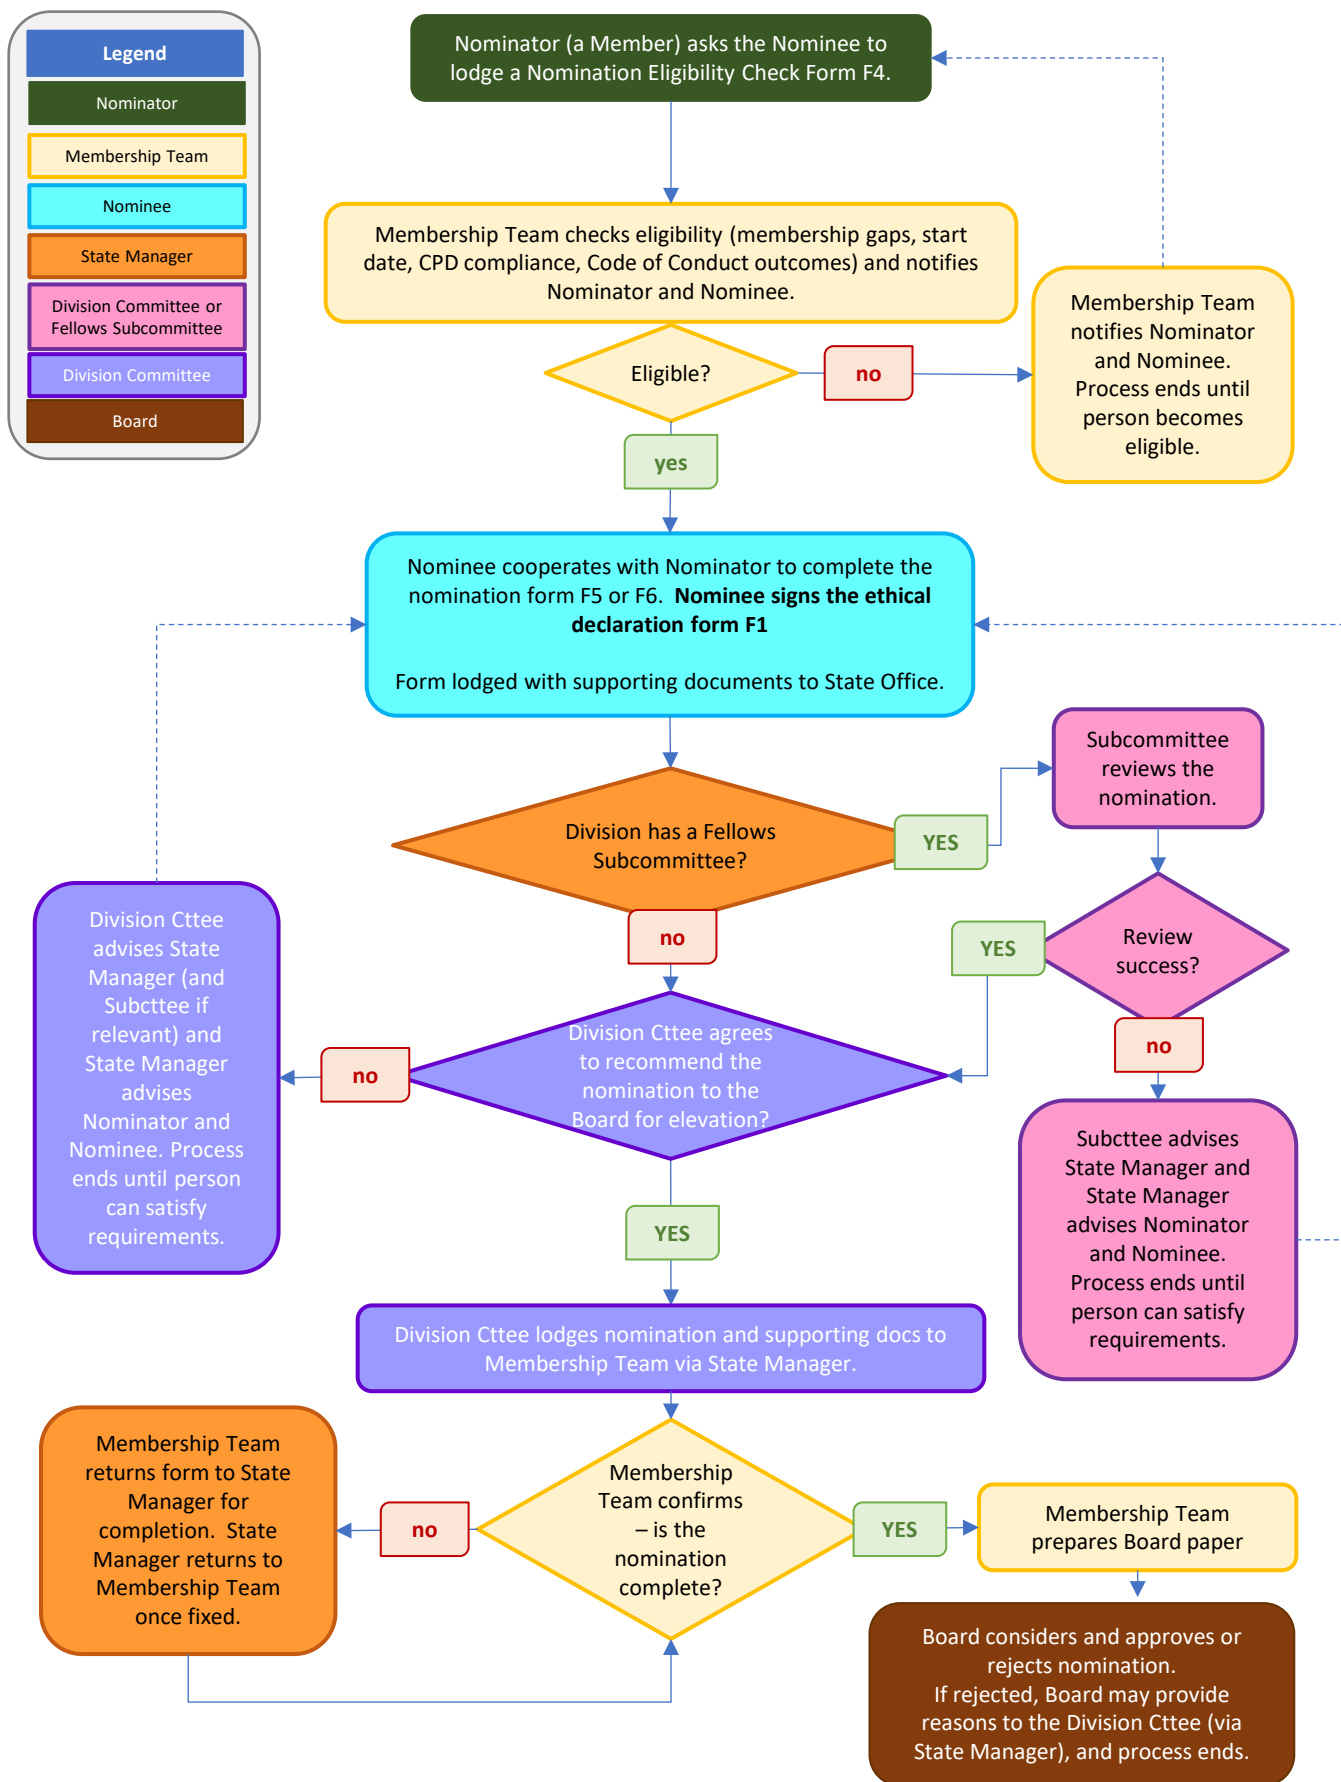 Legend
Nominator
Membership Team
Nominee
State Manager
Division Committee or
Fellows Subcommittee
Division Committee
Board
Nominator (a Member) asks the Nominee to
lodge a Nomination Eligibility Check Form F4.
Membership Team checks eligibility (membership gaps, start
date, CPD compliance, Code of Conduct outcomes) and notifies
Nominator and Nominee.
Eligible?
no
Membership Team
notifies Nominator
and Nominee.
Process ends until
person becomes
eligible.
yes
Nominee cooperates with Nominator to complete the
nomination form F5 or F6.  Nominee signs the ethical
declaration form F1
Form lodged with supporting documents to State Office.
Division has a Fellows
Subcommittee?
YES
Subcommittee
reviews the
nomination.
no
Review
success?
YES
no
Subcttee advises
State Manager and
State Manager
advises Nominator
and Nominee.
Process ends until
person can satisfy
requirements.
Division Cttee agrees
to recommend the
nomination to the
Board for elevation?
no
Division Cttee
advises State
Manager (and
Subcttee if
relevant) and
State Manager
advises
Nominator and
Nominee. Process
ends until person
can satisfy
requirements.
YES
Division Cttee lodges nomination and supporting docs to
Membership Team via State Manager.
Membership
Team confirms
– is the
nomination
complete?
no
Membership Team
returns form to State
Manager for
completion.  State
Manager returns to
Membership Team
once fixed.
YES
Membership Team
prepares Board paper
Board considers and approves or
rejects nomination.
If rejected, Board may provide
reasons to the Division Cttee (via
State Manager), and process ends.